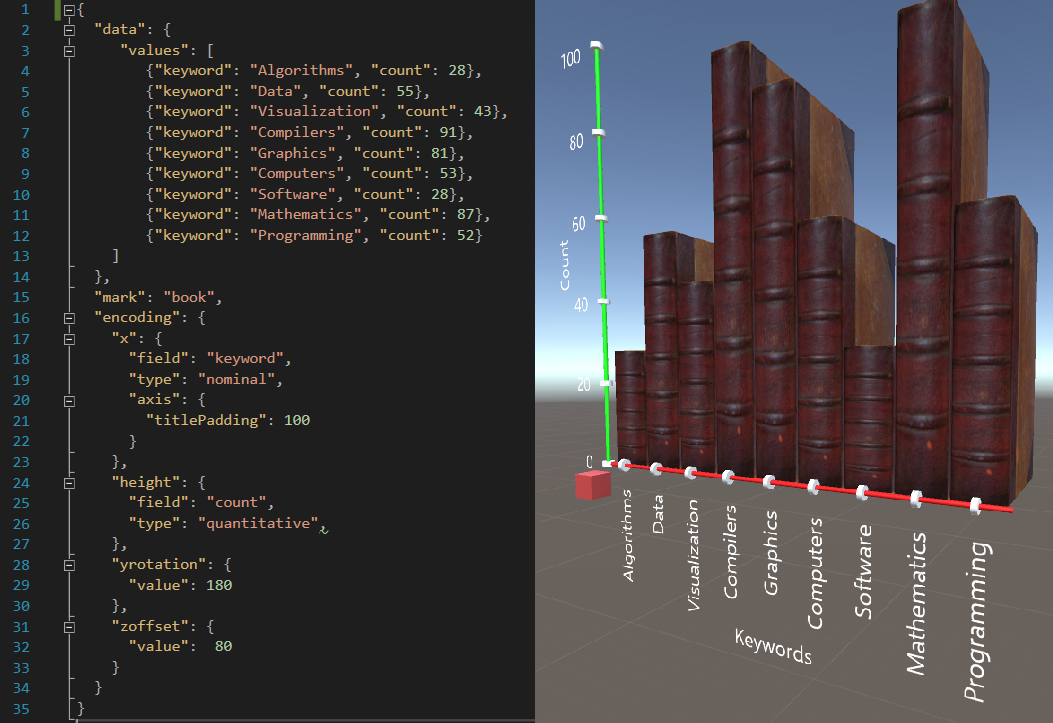 1 {
2 "data": {
3 "values": [
4 {"keyword": "Algorithms", "count": 28},
5 {"keyword": "Data", "count": 55},
6 {"keyword": "Visualization", "count": 43},
7 {"keyword": "Compilers", "count": 91},
8 {"keyword": "Graphics", "count": 81},
9 {"keyword": "Computers", "count": 53},
10 {"keyword": "Software", "count": 28},
11 {"keyword": "Mathematics", "count": 87},
12 {"keyword": "Programming", "count": 52}
13 ]
14 },
15 "mark": "book",
16 "encoding": {
17 "x": {
18 "field": "keyword",
19 "type": "nominal",
20 "axis": {
21 "titlePadding": 100
22 }
23 },
24 "height": {
25 "field": "count",
26 "type": "quantitative",
27 },
28 "yrotation": {
29 "value": 180
30 },
31 "zoffset": {
32 "value":  80
33 }
34 }
35 }
100
80
60
Count
40
20
0
Algorithms
Data
Visualization
Compilers
Graphics
Computers
Software
Mathematics
Programming
Keywords